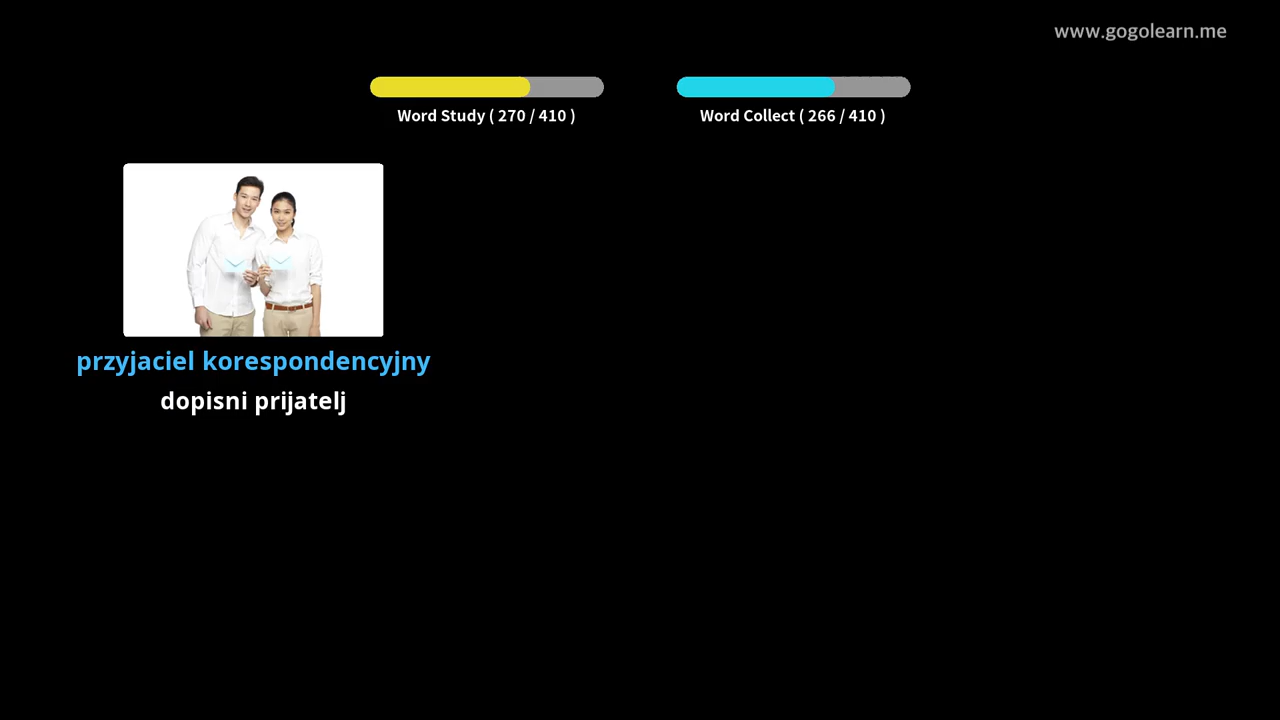 www.gogolearn.me
Word Study ( 270 / 410 )
Word Collect ( 266 / 410 )
przyjaciel korespondencyjny
dopisni prijatelj